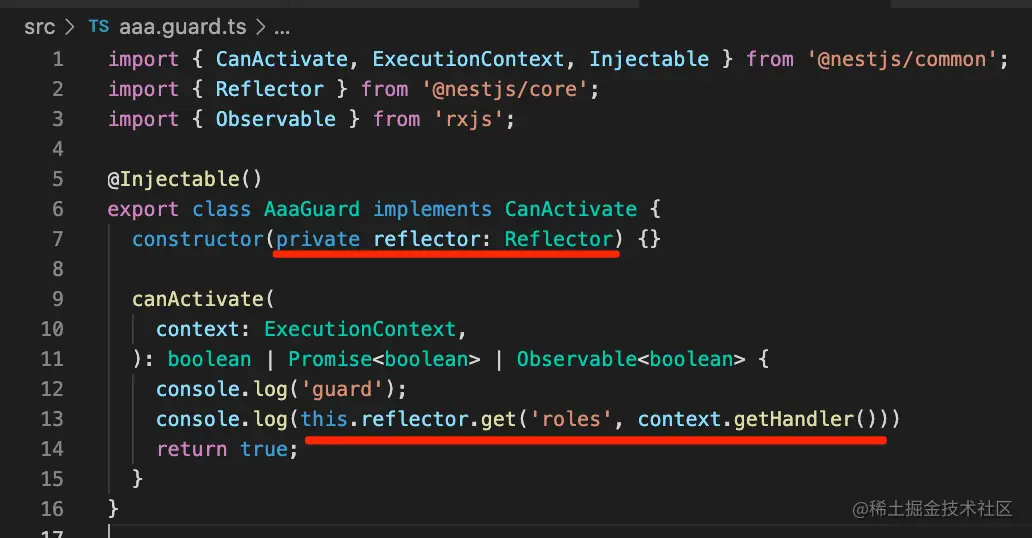 src > TS aaa.guard.ts > ...
1 import { CanActivate, ExecutionContext, Injectable } from '@nestjs/common';
2 import { Reflector } from '@nestjs/core';
3 import { Observable } from 'rxjs';
4
5 @Injectable()
6 export class AaaGuard implements CanActivate {
7   constructor(private reflector: Reflector) {}
8
9   canActivate(
10     context: ExecutionContext,
11   ): boolean | Promise<boolean> | Observable<boolean> {
12     console.log('guard');
13     console.log(this.reflector.get('roles', context.getHandler()))
14     return true;
15   }
16 }
17
@稀土掘金技术社区